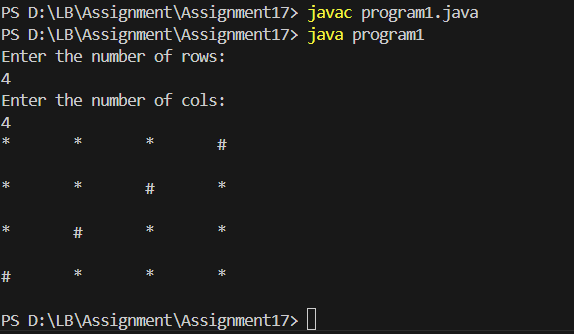 PS D:\LB\Assignment\Assignment17> javac program1.java
PS D:\LB\Assignment\Assignment17> java program1
Enter the number of rows:
4
Enter the number of cols:
4
*       *       *       #
*       *       #       *
*       #       *       *
#       *       *       *
PS D:\LB\Assignment\Assignment17>